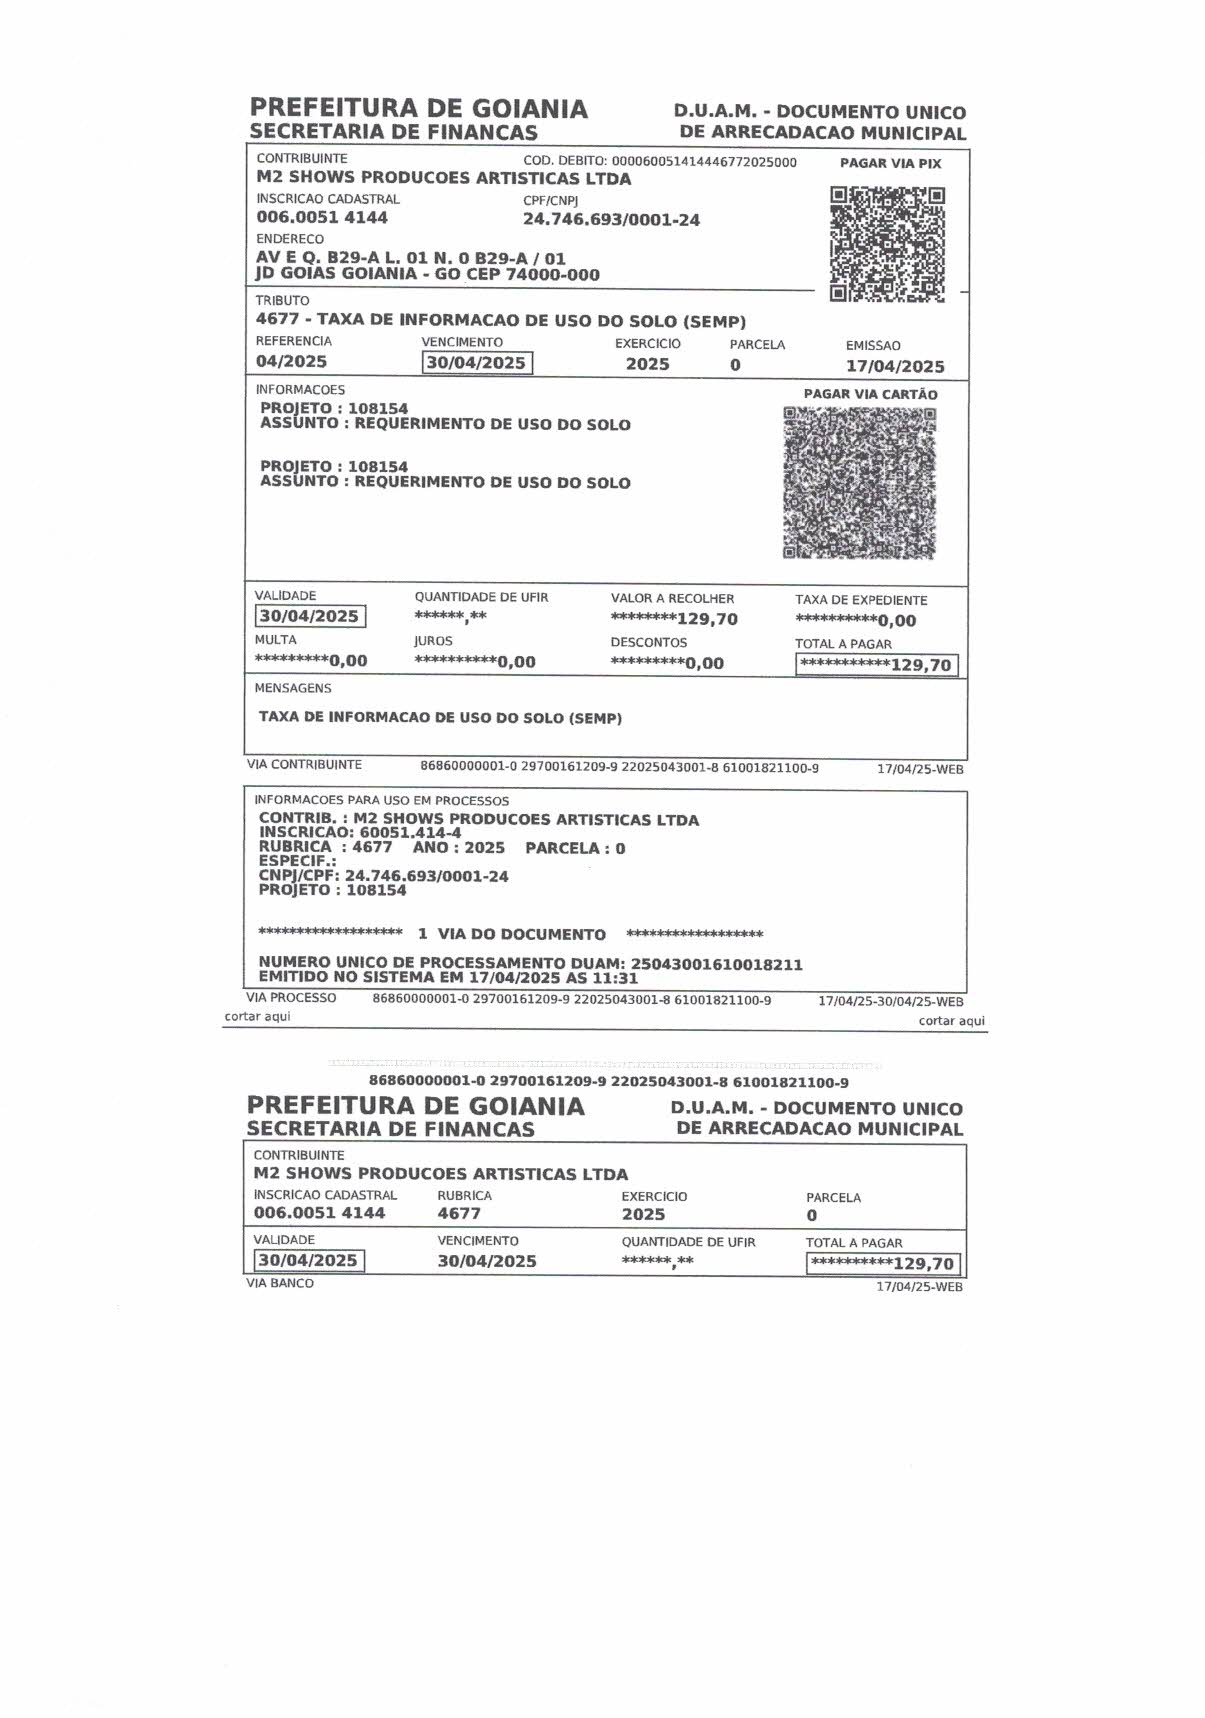 PREFEITURA DE GOIANIA
SECRETARIA DE FINANCAS
D.U.A.M. - DOCUMENTO UNICO
DE ARRECADACAO MUNICIPAL
CONTRIBUINTE COD. DEBITO: 000060051414446772025000 PAGAR VIA PIX
M2 SHOWS PRODUCOES ARTISTICAS LTDA
INSCRICAO CADASTRAL CPF/CNPJ
006.0051 4144 24.746.693/0001-24
ENDERECO
AV E Q. B29-A L. 01 N. 0 B29-A / 01
JD GOIAS GOIANIA - GO CEP 74000-000
TRIBUTO
4677 - TAXA DE INFORMACAO DE USO DO SOLO (SEMP)
REFERENCIA VENCIMENTO EXERCICIO PARCELA EMISSAO
04/2025 30/04/2025 2025 0 17/04/2025
INFORMACOES PAGAR VIA CARTÃO
PROJETO : 108154
ASSUNTO : REQUERIMENTO DE USO DO SOLO
PROJETO : 108154
ASSUNTO : REQUERIMENTO DE USO DO SOLO
VALIDADE QUANTIDADE DE UFIR VALOR A RECOLHER TAXA DE EXPEDIENTE
30/04/2025 ******,** ********129,70 **********0,00
MULTA JUROS DESCONTOS TOTAL A PAGAR
*********0,00 **********0,00 *********0,00 ***********129,70
MENSAGENS
TAXA DE INFORMACAO DE USO DO SOLO (SEMP)
VIA CONTRIBUINTE 86860000001-0 29700161209-9 22025043001-8 61001821100-9 17/04/25-WEB
INFORMACOES PARA USO EM PROCESSOS
CONTRIB. : M2 SHOWS PRODUCOES ARTISTICAS LTDA
INSCRICAO: 60051.414-4
RUBRICA : 4677 ANO : 2025 PARCELA : 0
ESPECIF.:
CNPJ/CPF: 24.746.693/0001-24
PROJETO : 108154
******************* 1 VIA DO DOCUMENTO ******************
NUMERO UNICO DE PROCESSAMENTO DUAM: 25043001610018211
EMITIDO NO SISTEMA EM 17/04/2025 AS 11:31
VIA PROCESSO 86860000001-0 29700161209-9 22025043001-8 61001821100-9 17/04/25-30/04/25-WEB
cortar aqui cortar aqui
86860000001-0 29700161209-9 22025043001-8 61001821100-9
PREFEITURA DE GOIANIA
SECRETARIA DE FINANCAS
D.U.A.M. - DOCUMENTO UNICO
DE ARRECADACAO MUNICIPAL
CONTRIBUINTE
M2 SHOWS PRODUCOES ARTISTICAS LTDA
INSCRICAO CADASTRAL RUBRICA EXERCICIO PARCELA
006.0051 4144 4677 2025 0
VALIDADE VENCIMENTO QUANTIDADE DE UFIR TOTAL A PAGAR
30/04/2025 30/04/2025 ******,** **********129,70
VIA BANCO 17/04/25-WEB